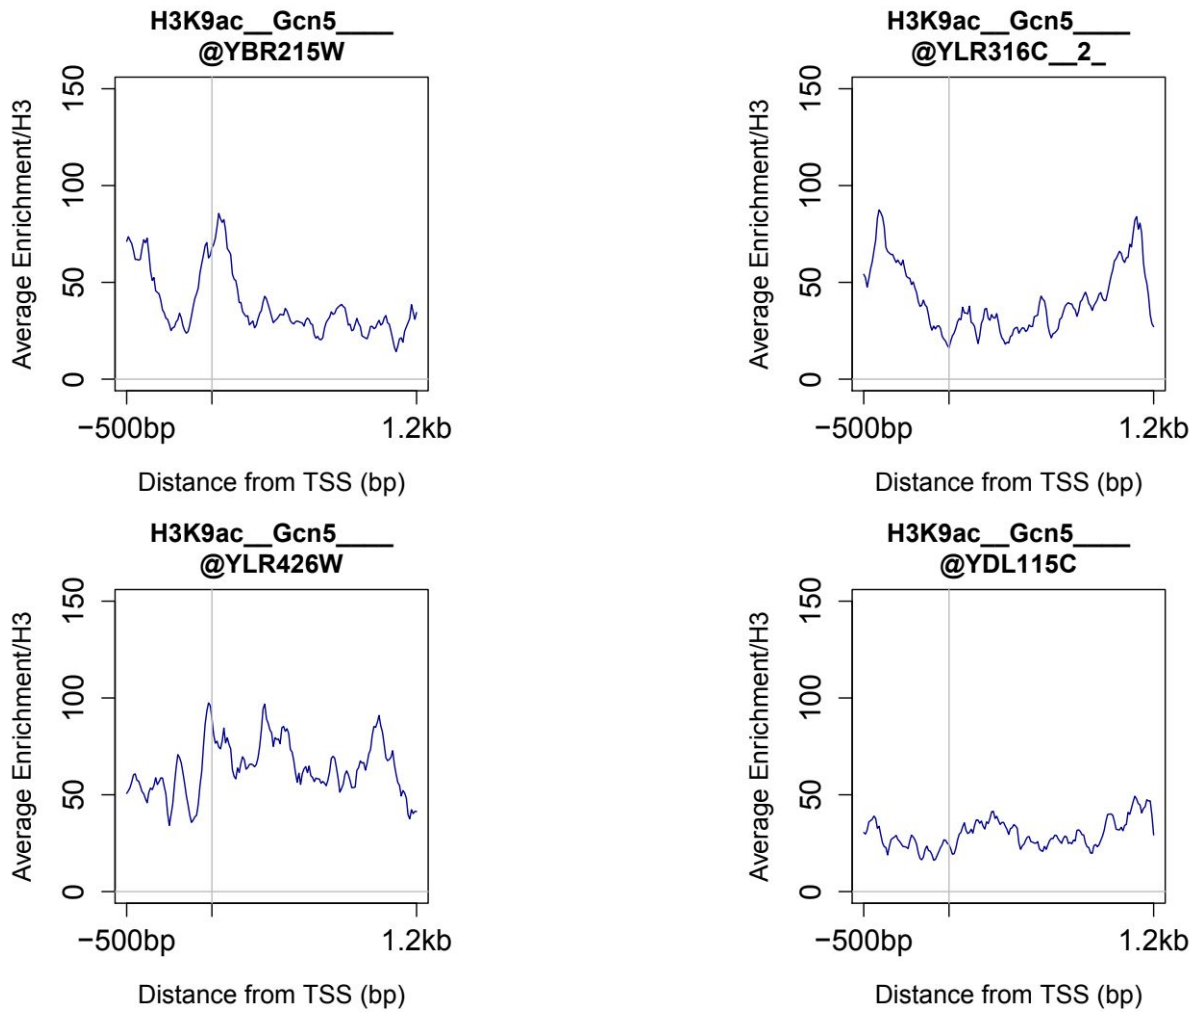 H3K9ac__Gcn5____
@YBR215W
Average Enrichment/H3
150
100
50
0
−500bp
1.2kb
Distance from TSS (bp)
H3K9ac__Gcn5____
@YLR316C__2_
Average Enrichment/H3
150
100
50
0
−500bp
1.2kb
Distance from TSS (bp)
H3K9ac__Gcn5____
@YLR426W
Average Enrichment/H3
150
100
50
0
−500bp
1.2kb
Distance from TSS (bp)
H3K9ac__Gcn5____
@YDL115C
Average Enrichment/H3
150
100
50
0
−500bp
1.2kb
Distance from TSS (bp)